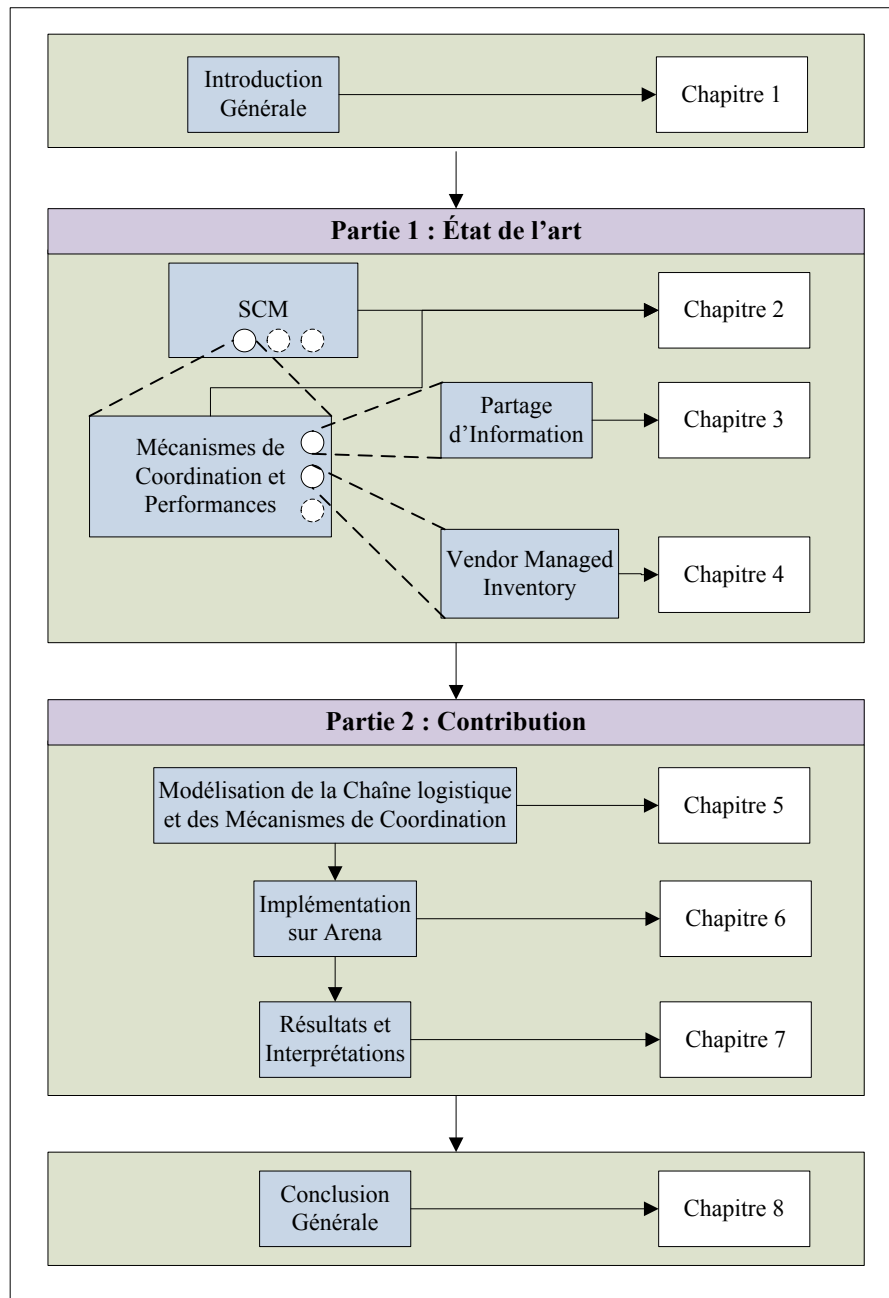 Introduction
Générale
Chapitre 1
Partie 1 : État de l’art
SCM
Chapitre 2
Mécanismes de
Coordination et
Performances
Partage
d’Information
Chapitre 3
Vendor Managed
Inventory
Chapitre 4
Partie 2 : Contribution
Modélisation de la Chaîne logistique
et des Mécanismes de Coordination
Chapitre 5
Implémentation
sur Arena
Chapitre 6
Résultats et
Interprétations
Chapitre 7
Conclusion
Générale
Chapitre 8